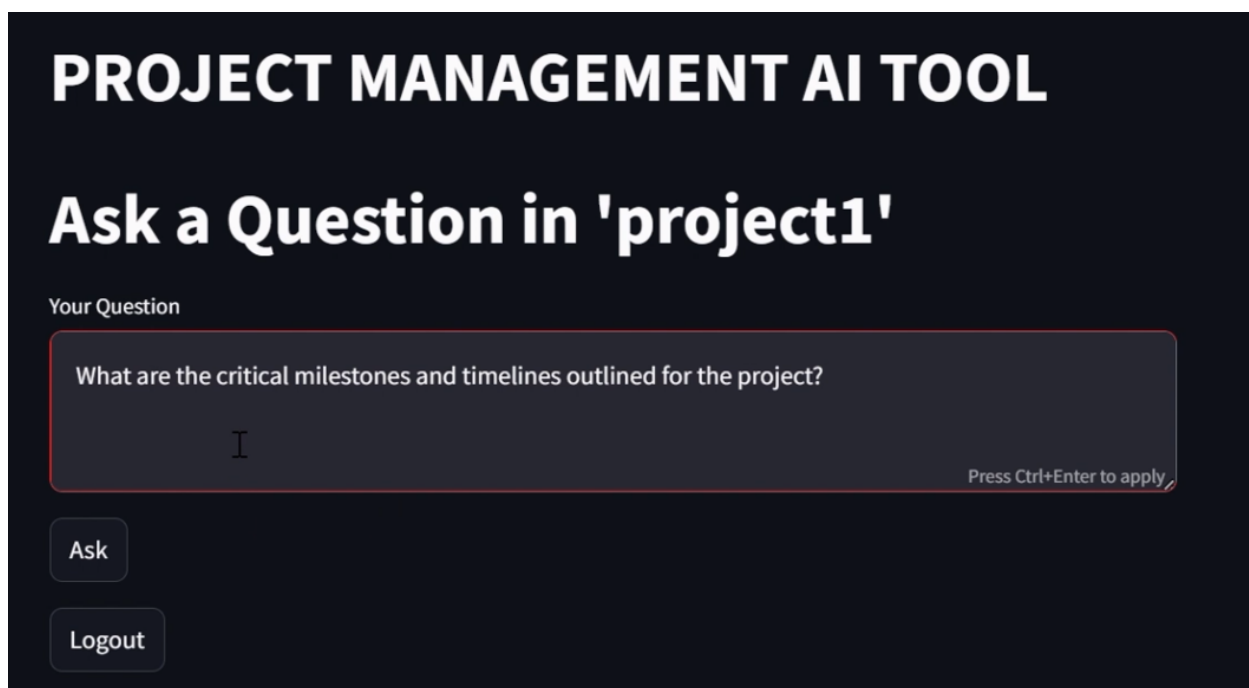 PROJECT MANAGEMENT AI TOOL
Ask a Question in 'project1'
Your Question
What are the critical milestones and timelines outlined for the project?
Press Ctrl+Enter to apply
Ask
Logout